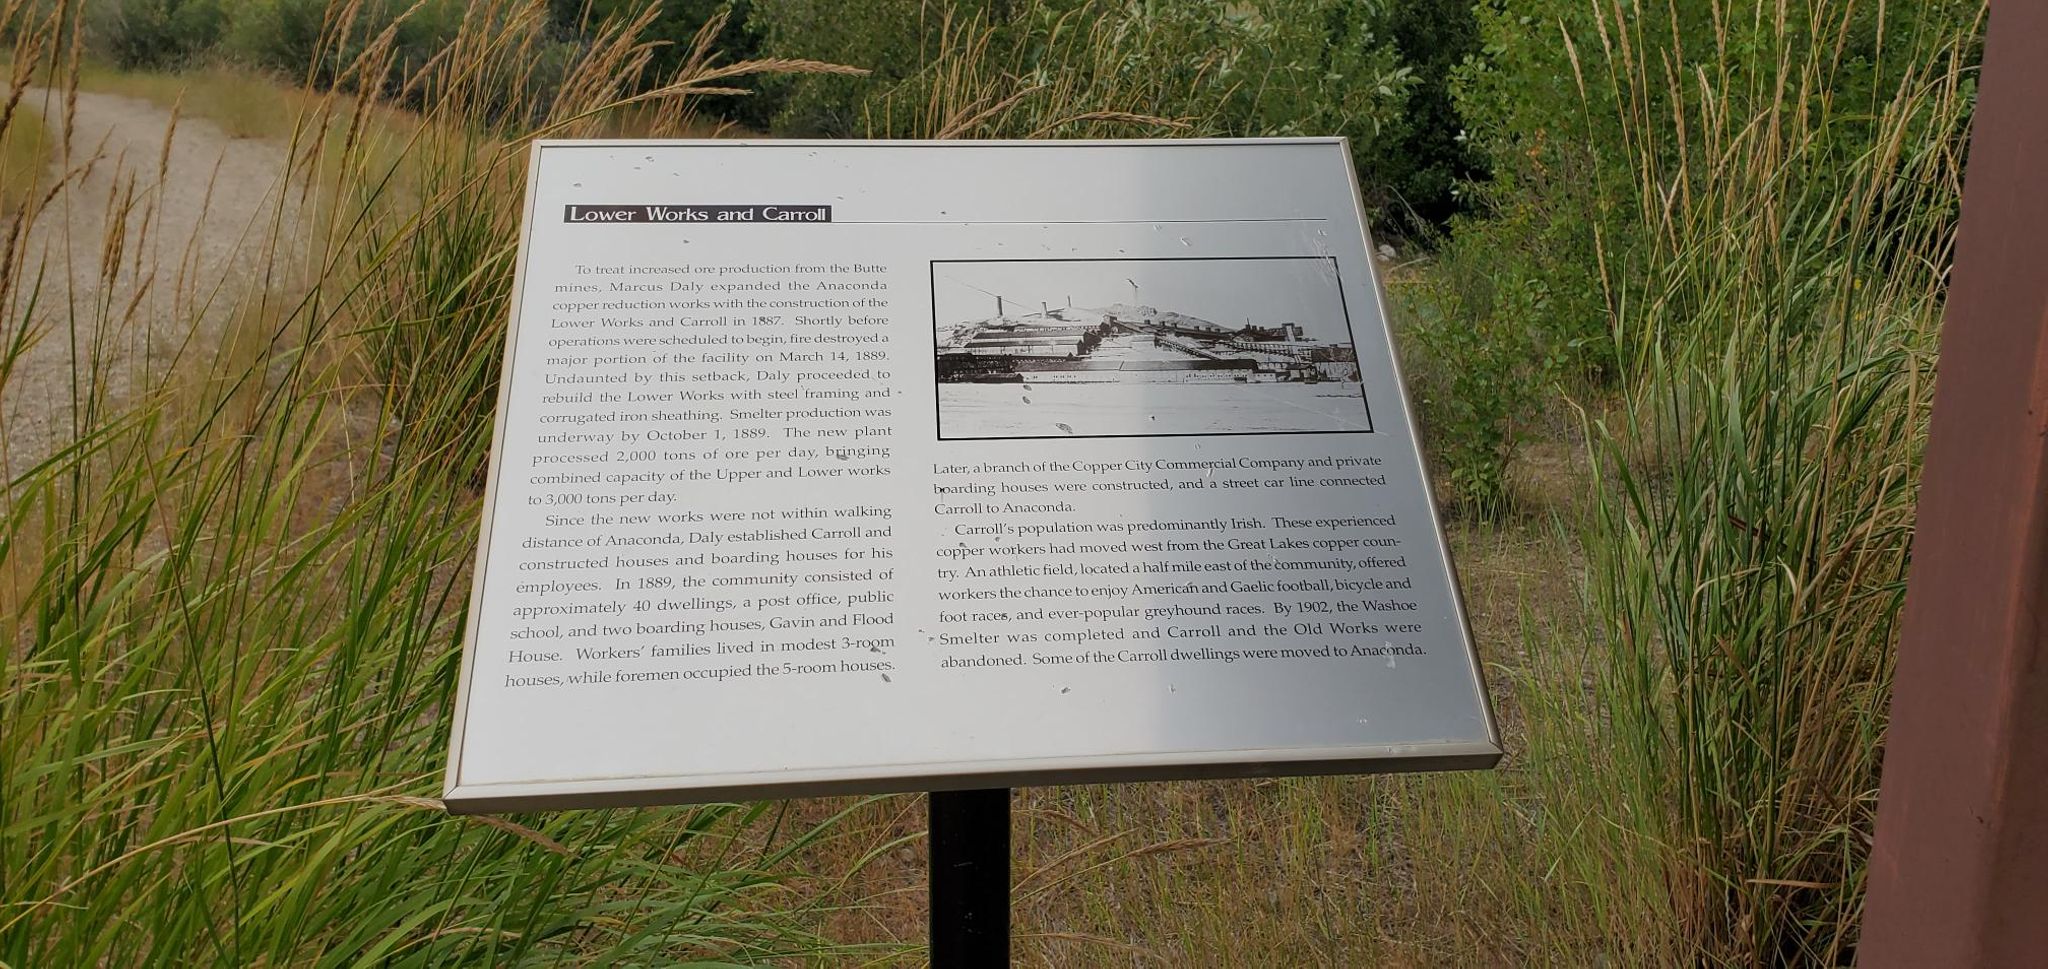 Lower Works and Carroll
To treat increased ore production from the Butte
mines, Marcus Daly expanded the Anaconda
copper reduction works with the construction of the
Lower Works and Carroll in 1887. Shortly before
operations were scheduled to begin, fire destroyed a
major portion of the facility on March 14, 1889.
Undaunted by this setback, Daly proceeded to
rebuild the Lower Works with steel framing and
corrugated iron sheathing. Smelter production was
underway by October 1, 1889. The new plant
processed 2,000 tons of ore per day, bringing
combined capacity of the Upper and Lower works
to 3,000 tons per day.
Since the new works were not within walking
distance of Anaconda, Daly established Carroll and
constructed houses and boarding houses for his
employees. In 1889, the community consisted of
approximately 40 dwellings, a post office, public
school, and two boarding houses, Gavin and Flood
House. Workers' families lived in modest 3-room
houses, while foremen occupied the 5-room houses.
Later, a branch of the Copper City Commercial Company and private
boarding houses were constructed, and a street car line connected
Carroll to Anaconda.
Carroll's population was predominantly Irish. These experienced
copper workers had moved west from the Great Lakes copper coun-
try. An athletic field, located a half mile east of the community, offered
workers the chance to enjoy American and Gaelic football, bicycle and
foot races, and ever-popular greyhound races. By 1902, the Washoe
Smelter was completed and Carroll and the Old Works were
abandoned. Some of the Carroll dwellings were moved to Anaconda.